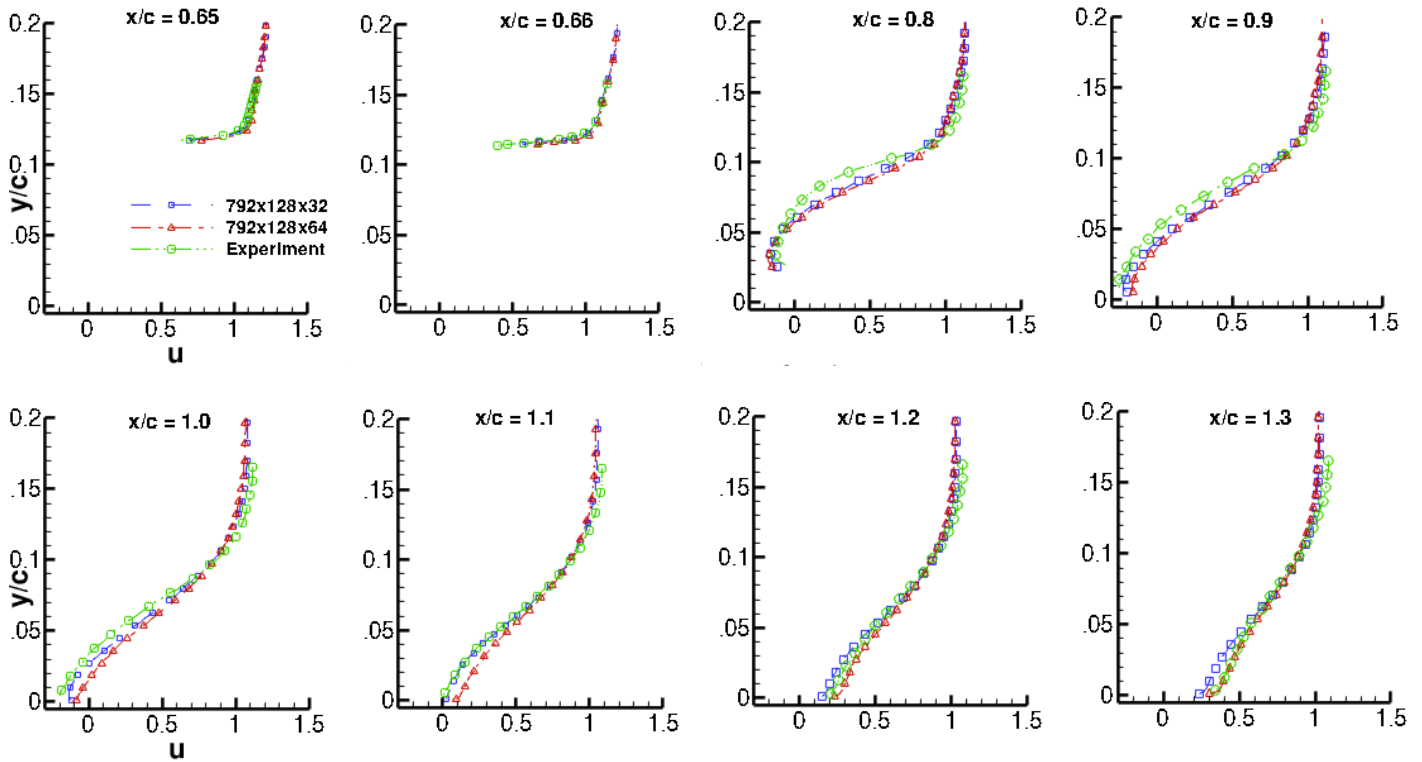 x/c = 0.65
0.2
.15
0.1
.05
0
y/c
792x128x32
792x128x64
Experiment
0 0.5 1 1.5
u
x/c = 0.66
0.2
.15
0.1
.05
0
0 0.5 1 1.5
x/c = 0.8
0.2
.15
0.1
.05
0
0 0.5 1 1.5
x/c = 0.9
0.2
.15
0.1
.05
0
0 0.5 1 1.5
x/c = 1.0
0.2
.15
0.1
.05
0
y/c
0 0.5 1 1.5
u
x/c = 1.1
0.2
.15
0.1
.05
0
0 0.5 1 1.5
x/c = 1.2
0.2
.15
0.1
.05
0
0 0.5 1 1.5
x/c = 1.3
0.2
.15
0.1
.05
0
0 0.5 1 1.5